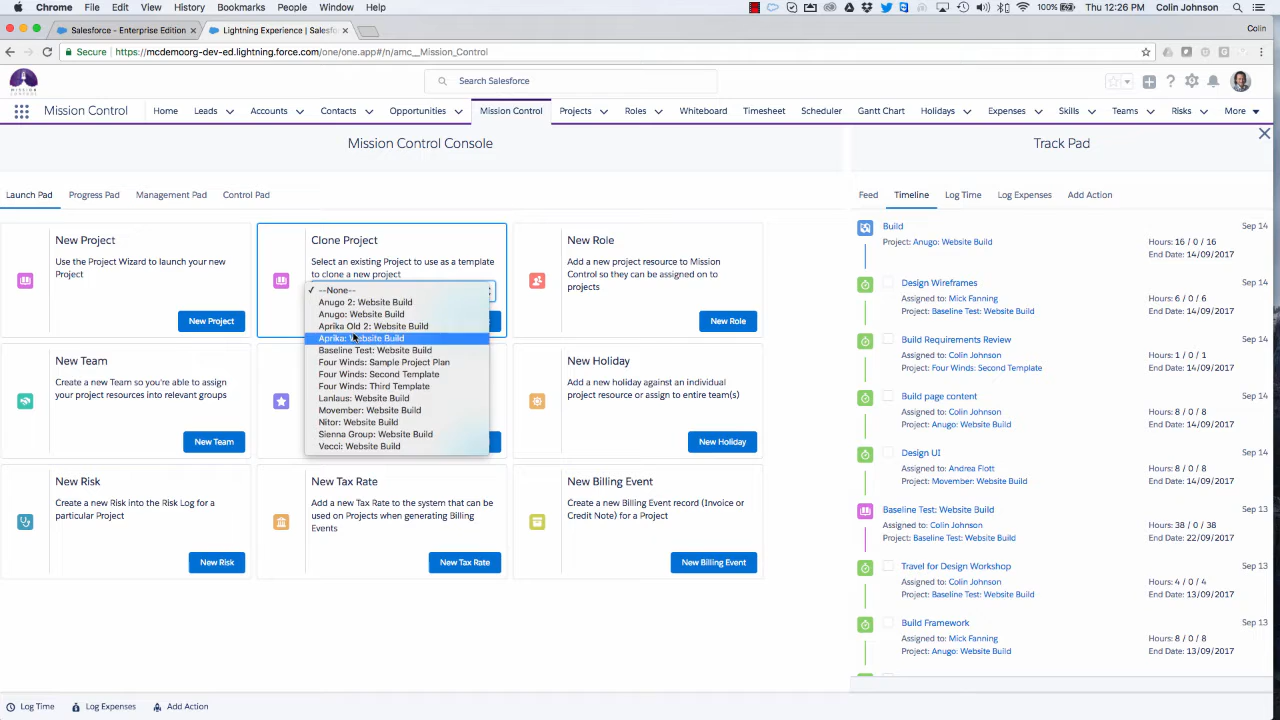 Chrome File Edit View History Bookmarks People Window Help 100% Thu 12:26 PM Colin Johnson
Salesforce - Enterprise Edition Lightning Experience | Salesf Colin
Secure https://mcdemoorg-dev-ed.lightning.force.com/one/one.app#/n/amc__Mission_Control
MISSION
CONTROL
Search Salesforce
Mission Control Home Leads Accounts Contacts Opportunities Mission Control Projects Roles Whiteboard Timesheet Scheduler Gantt Chart Holidays Expenses Skills Teams Risks More
Mission Control Console
Launch Pad Progress Pad Management Pad Control Pad
New Project
Use the Project Wizard to launch your new
Project
New Project
Clone Project
Select an existing Project to use as a template
to clone a new project
--None--
Anugo 2: Website Build
Anugo: Website Build
Aprika Old 2: Website Build
Aprika: Website Build
Baseline Test: Website Build
Four Winds: Sample Project Plan
Four Winds: Second Template
Four Winds: Third Template
Lanlaus: Website Build
Movember: Website Build
Nitor: Website Build
Sienna Group: Website Build
Vecci: Website Build
New Role
Add a new project resource to Mission
Control so they can be assigned on to
projects
New Role
New Team
Create a new Team so you're able to assign
your project resources into relevant groups
New Team
New Holiday
Add a new holiday against an individual
project resource or assign to entire team(s)
New Holiday
New Risk
Create a new Risk into the Risk Log for a
particular Project
New Risk
New Tax Rate
Add a new Tax Rate to the system that can be
used on Projects when generating Billing
Events
New Tax Rate
New Billing Event
Create a new Billing Event record (Invoice or
Credit Note) for a Project
New Billing Event
Track Pad
Feed Timeline Log Time Log Expenses Add Action
Build Sep 14
Project: Anugo: Website Build Hours: 16 / 0 / 16
End Date: 14/09/2017
Design Wireframes Sep 14
Assigned to: Mick Fanning Hours: 6 / 0 / 6
Project: Baseline Test: Website Build End Date: 14/09/2017
Build Requirements Review Sep 14
Assigned to: Colin Johnson Hours: 1 / 0 / 1
Project: Four Winds: Second Template End Date: 14/09/2017
Build page content Sep 14
Assigned to: Colin Johnson Hours: 8 / 0 / 8
Project: Anugo: Website Build End Date: 14/09/2017
Design UI Sep 14
Assigned to: Andrea Flott Hours: 8 / 0 / 8
Project: Movember: Website Build End Date: 14/09/2017
Baseline Test: Website Build Sep 13
Assigned to: Colin Johnson Hours: 38 / 0 / 38
Project: Baseline Test: Website Build End Date: 22/09/2017
Travel for Design Workshop Sep 13
Assigned to: Colin Johnson Hours: 4 / 0 / 4
Project: Baseline Test: Website Build End Date: 13/09/2017
Build Framework Sep 13
Assigned to: Mick Fanning Hours: 8 / 0 / 8
Project: Anugo: Website Build End Date: 13/09/2017
Log Time Log Expenses Add Action